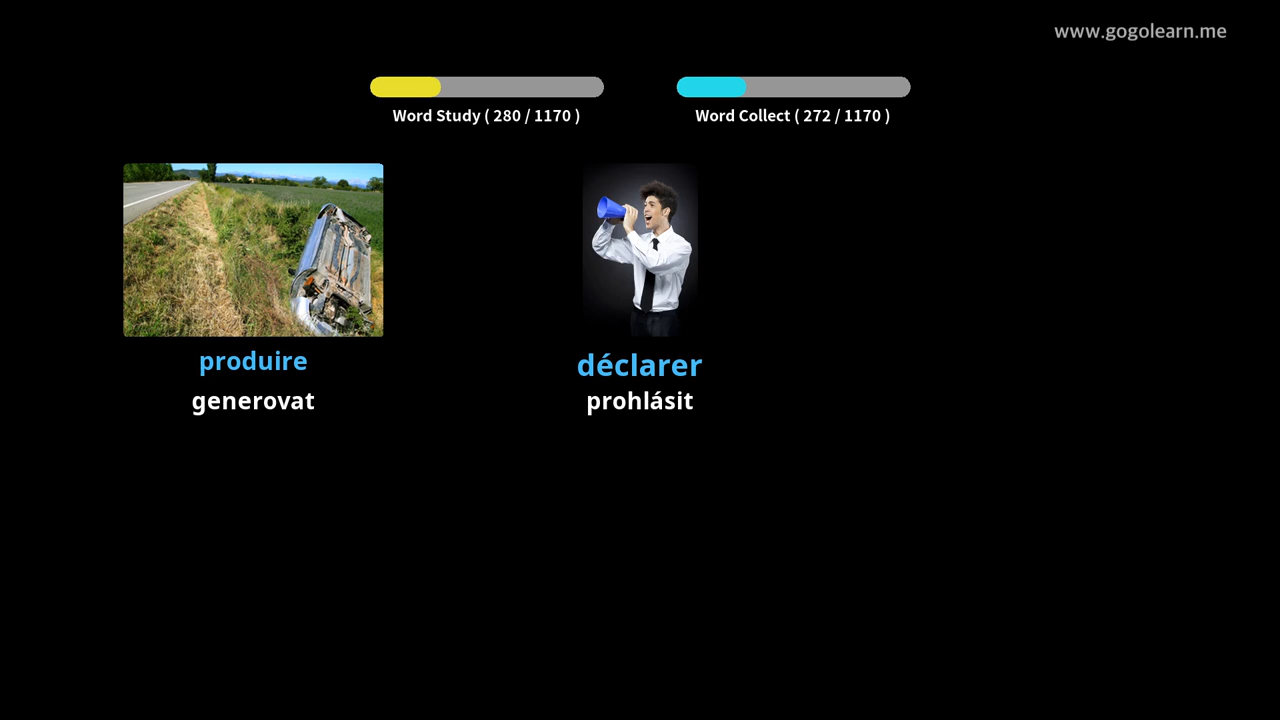 www.gogolearn.me
Word Study ( 280 / 1170 )
Word Collect ( 272 / 1170 )
produire
generovat
déclarer
prohlásit